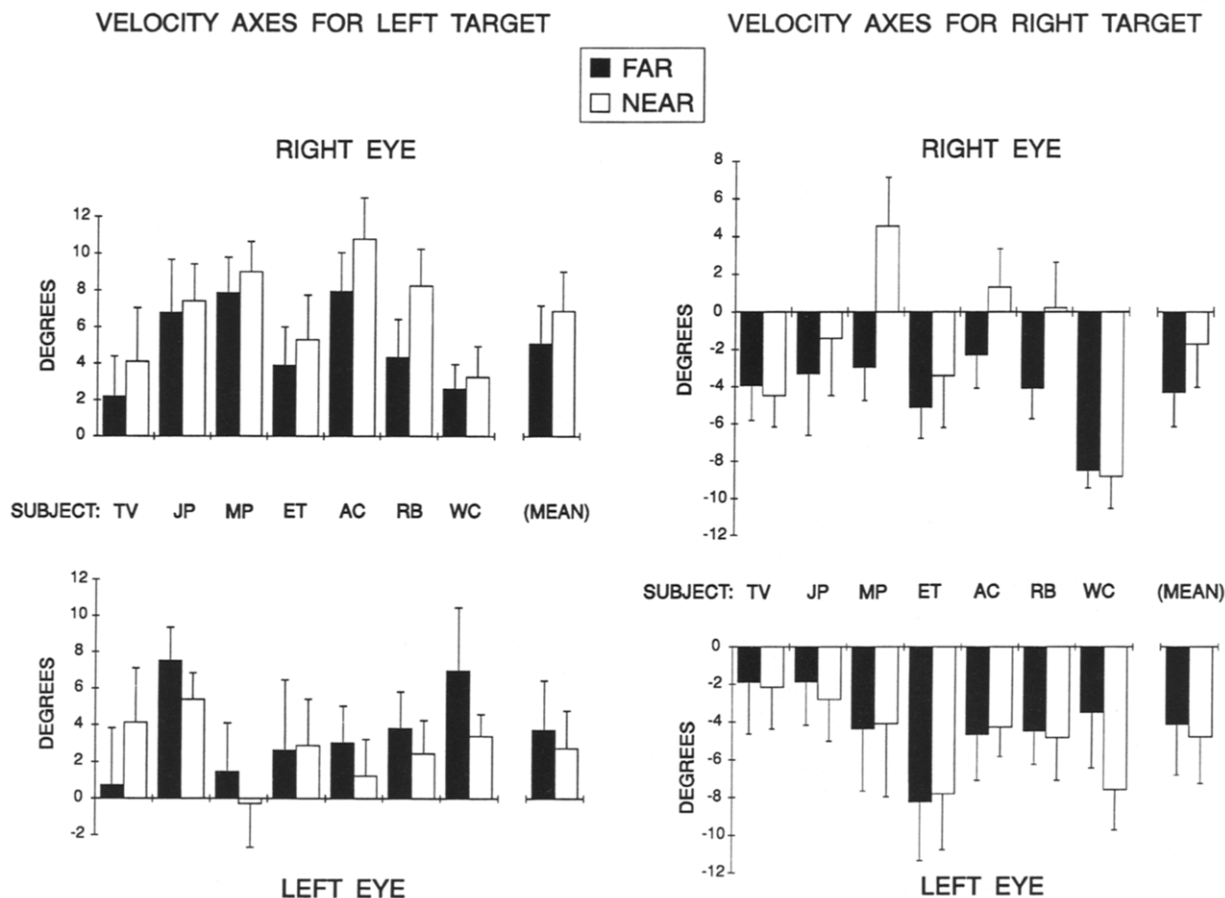 VELOCITY AXES FOR LEFT TARGET
VELOCITY AXES FOR RIGHT TARGET
FAR
NEAR
RIGHT EYE
12
10
8
6
4
2
0
DEGREES
SUBJECT: TV JP MP ET AC RB WC (MEAN)
12
10
8
6
4
2
0
-2
DEGREES
LEFT EYE
RIGHT EYE
8
6
4
2
0
-2
-4
-6
-8
-10
-12
DEGREES
SUBJECT: TV JP MP ET AC RB WC (MEAN)
0
-2
-4
-6
-8
-10
-12
DEGREES
LEFT EYE